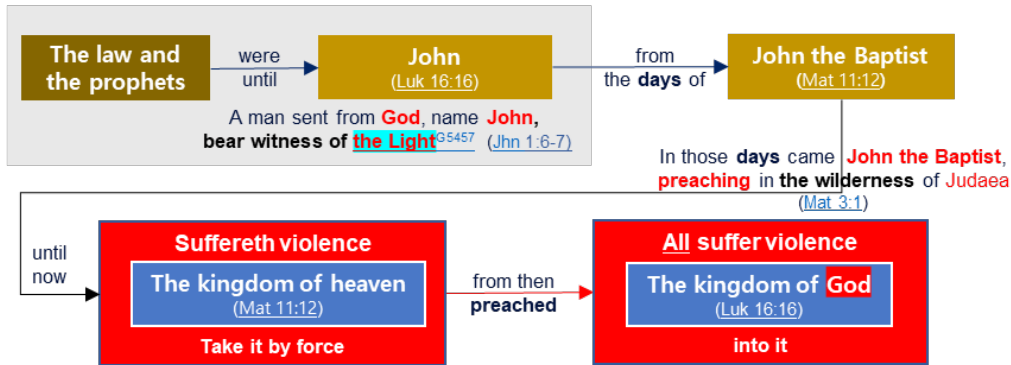 The law and
the prophets
were
until
John
(Luk 16:16)
from
the days of
John the Baptist
(Mat 11:12)
A man sent from God, name John,
bear witness of the Light G5457 (Jhn 1:6-7)
In those days came John the Baptist,
preaching in the wilderness of Judaea
(Mat 3:1)
until
now
Suffereth violence
The kingdom of heaven
(Mat 11:12)
Take it by force
from then
preached
All suffer violence
The kingdom of God
(Luk 16:16)
into it